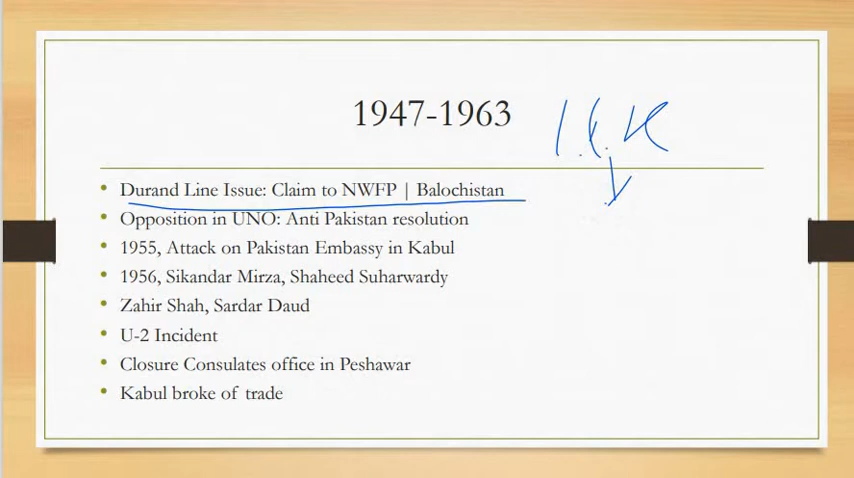 1947-1963
Durand Line Issue: Claim to NWFP | Balochistan
Opposition in UNO: Anti Pakistan resolution
1955, Attack on Pakistan Embassy in Kabul
1956, Sikandar Mirza, Shaheed Suharwardy
Zahir Shah, Sardar Daud
U-2 Incident
Closure Consulates office in Peshawar
Kabul broke of trade